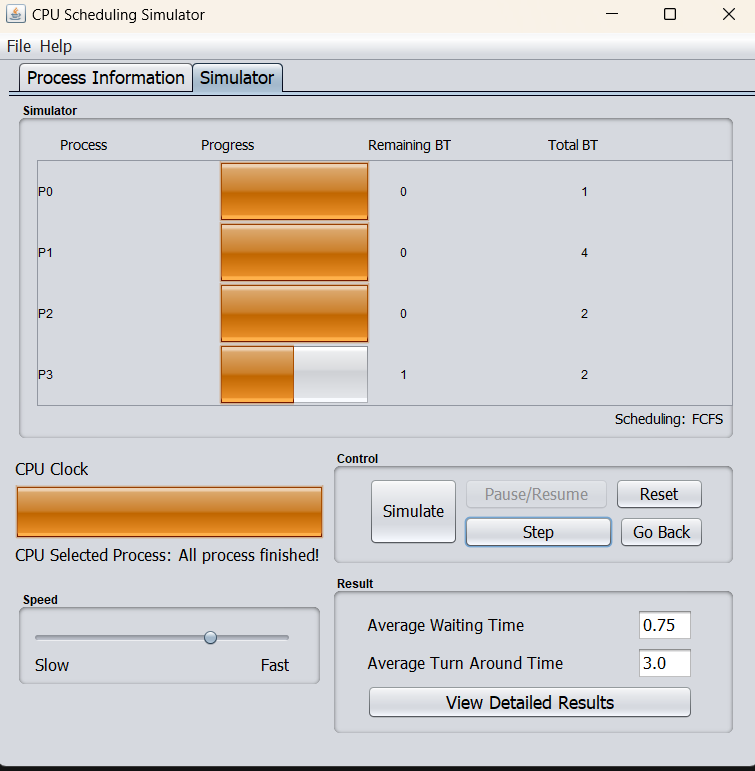 CPU Scheduling Simulator
File Help
Process Information Simulator
Simulator
Process Progress Remaining BT Total BT
P0 0 1
P1 0 4
P2 0 2
P3 1 2
Scheduling: FCFS
CPU Clock
CPU Selected Process: All process finished!
Control
Simulate
Pause/Resume Reset
Step Go Back
Speed
Slow Fast
Result
Average Waiting Time 0.75
Average Turn Around Time 3.0
View Detailed Results